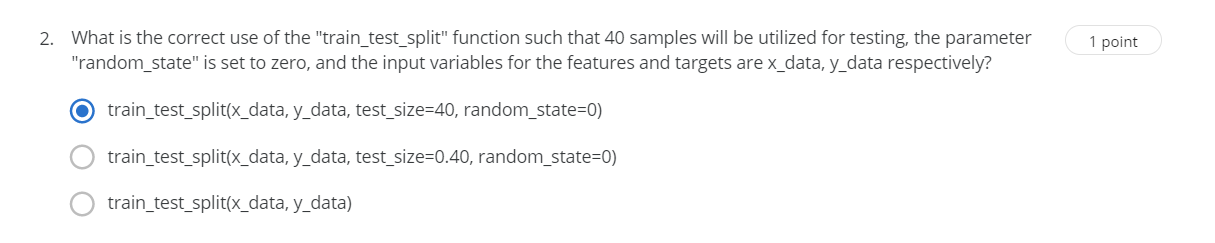 2. What is the correct use of the "train_test_split" function such that 40 samples will be utilized for testing, the parameter
"random_state" is set to zero, and the input variables for the features and targets are x_data, y_data respectively?
1 point
train_test_split(x_data, y_data, test_size=40, random_state=0)
train_test_split(x_data, y_data, test_size=0.40, random_state=0)
train_test_split(x_data, y_data)